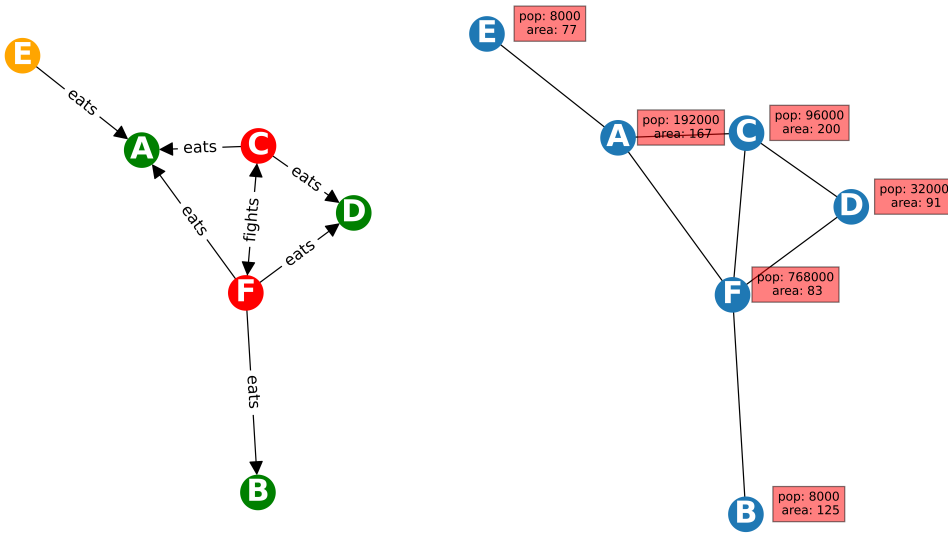 E
eats
A
eats
C
eats
D
eats
fights
eats
F
eats
B
E
pop: 8000
area: 77
A
pop: 192000
area: 167
C
pop: 96000
area: 200
D
pop: 32000
area: 91
F
pop: 768000
area: 83
B
pop: 8000
area: 125